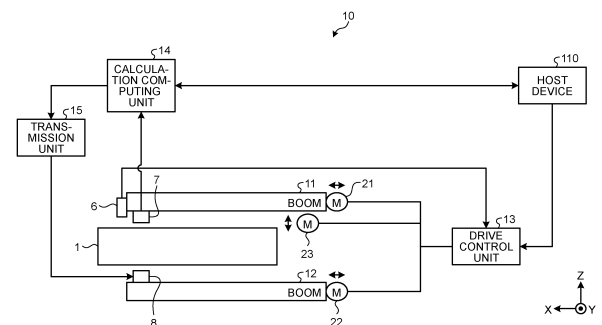 10
14
CALCULA-
TION COM-
PUTING
UNIT
110
HOST
DEVICE
15
TRANS-
MISSION
UNIT
7
11
21
6
BOOM
M
M
23
13
DRIVE
CONTROL
UNIT
1
12
BOOM
M
8
22
Z
X
Y